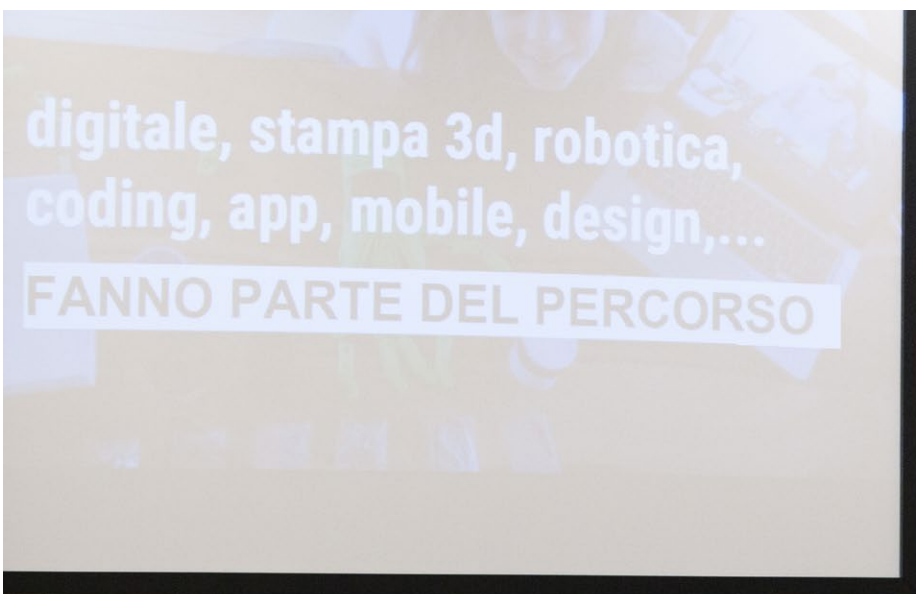 digitale, stampa 3d, robotica,
coding, app, mobile, design,...
FANNO PARTE DEL PERCORSO